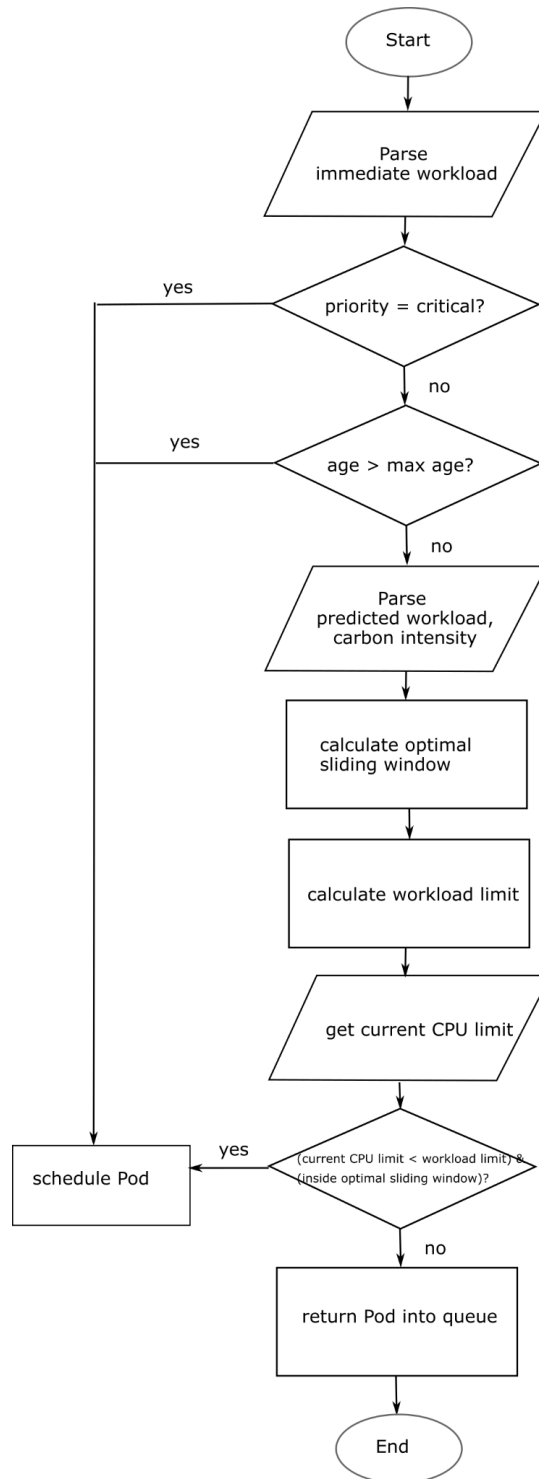 Start
Parse
immediate workload
yes
priority = critical?
no
yes
age > max age?
no
Parse
predicted workload,
carbon intensity
calculate optimal
sliding window
calculate workload limit
get current CPU limit
yes
(current CPU limit < workload limit) &
(inside optimal sliding window)?
schedule Pod
no
return Pod into queue
End